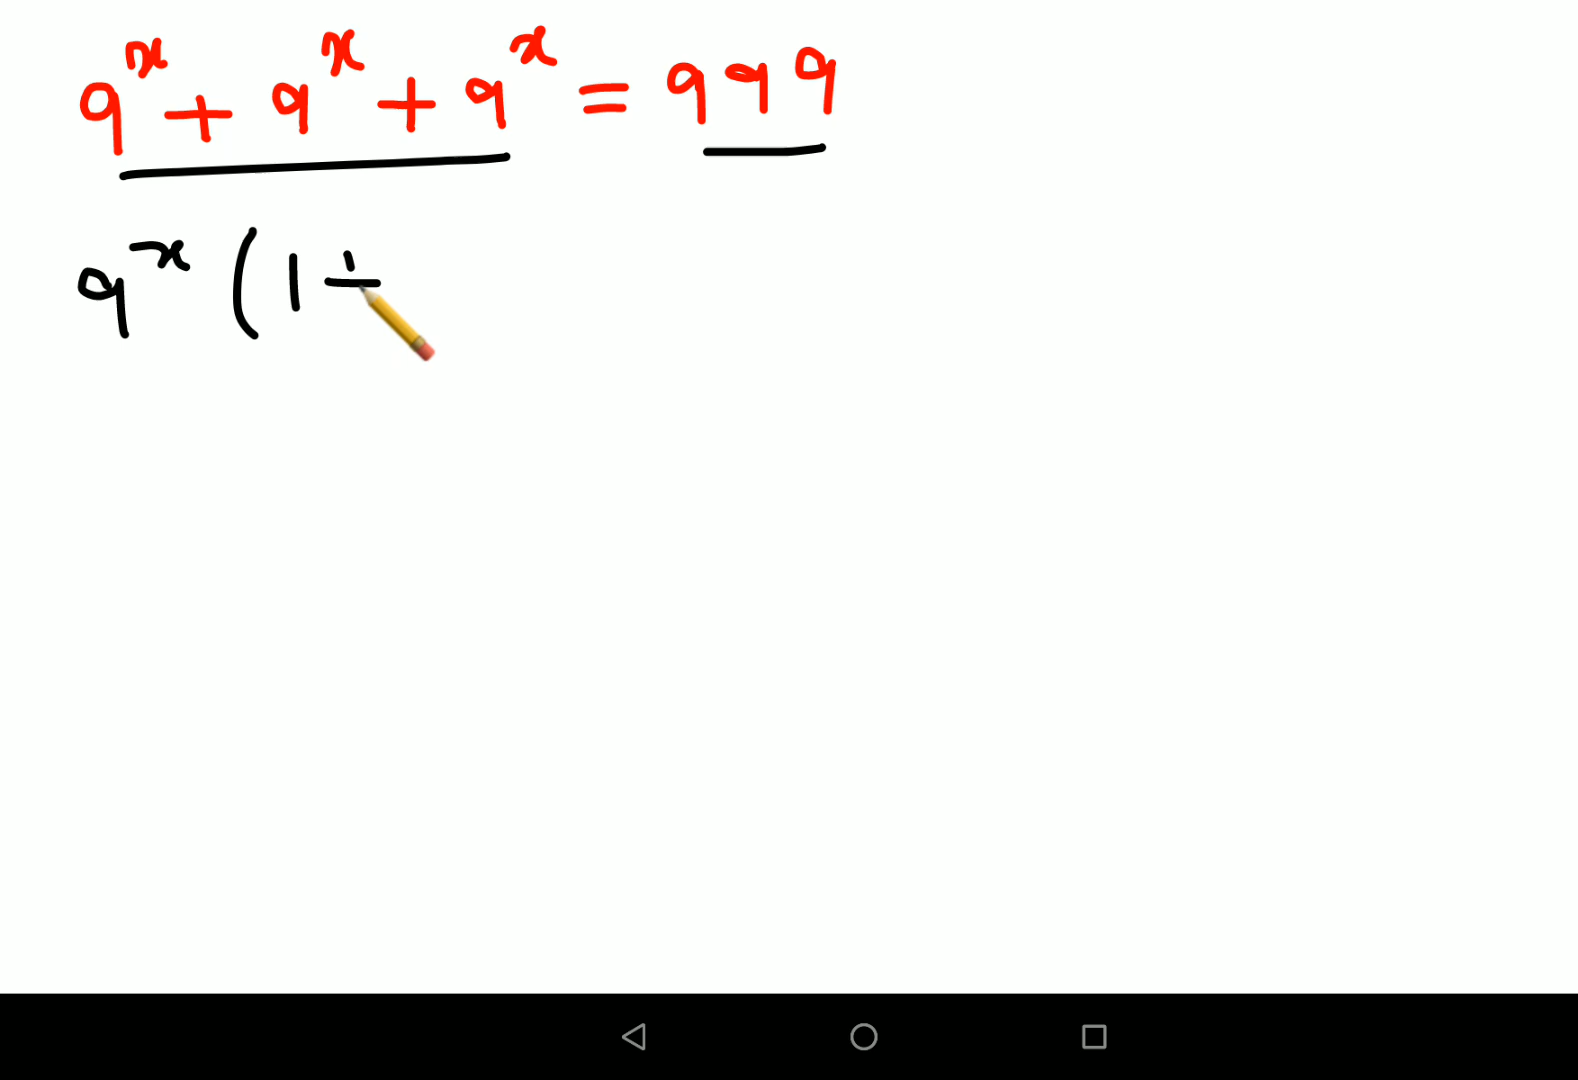 9^x + 9^x + 9^x = 999
9^x (1 +